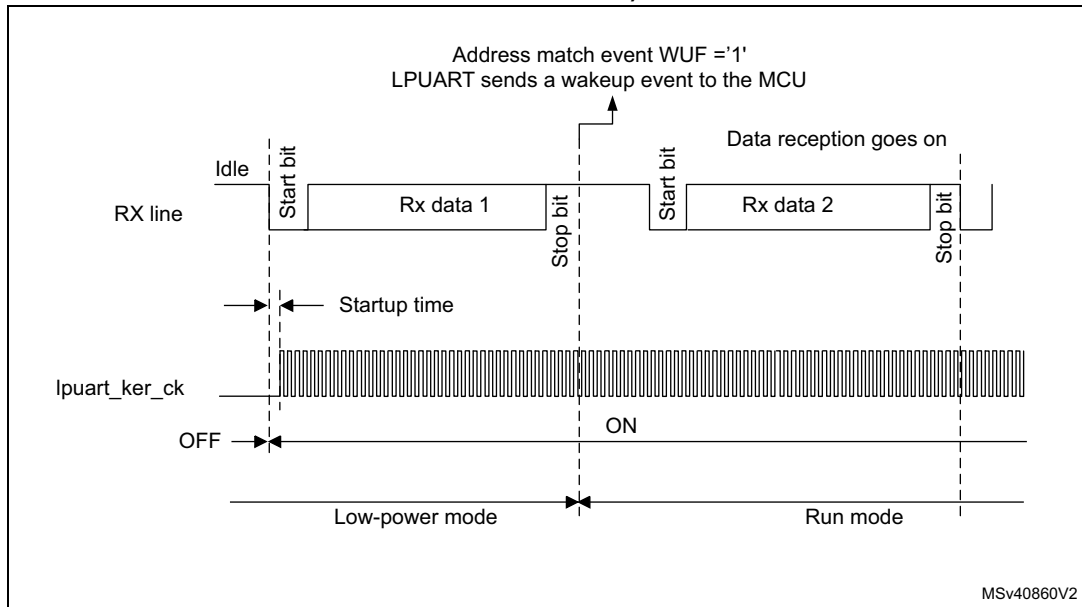 Address match event WUF ='1'
LPUART sends a wakeup event to the MCU
Data reception goes on
Idle
RX line
Start bit
Rx data 1
Stop bit
Start bit
Rx data 2
Stop bit
Startup time
lpuart_ker_ck
OFF
ON
Low-power mode
Run mode
MSv40860V2